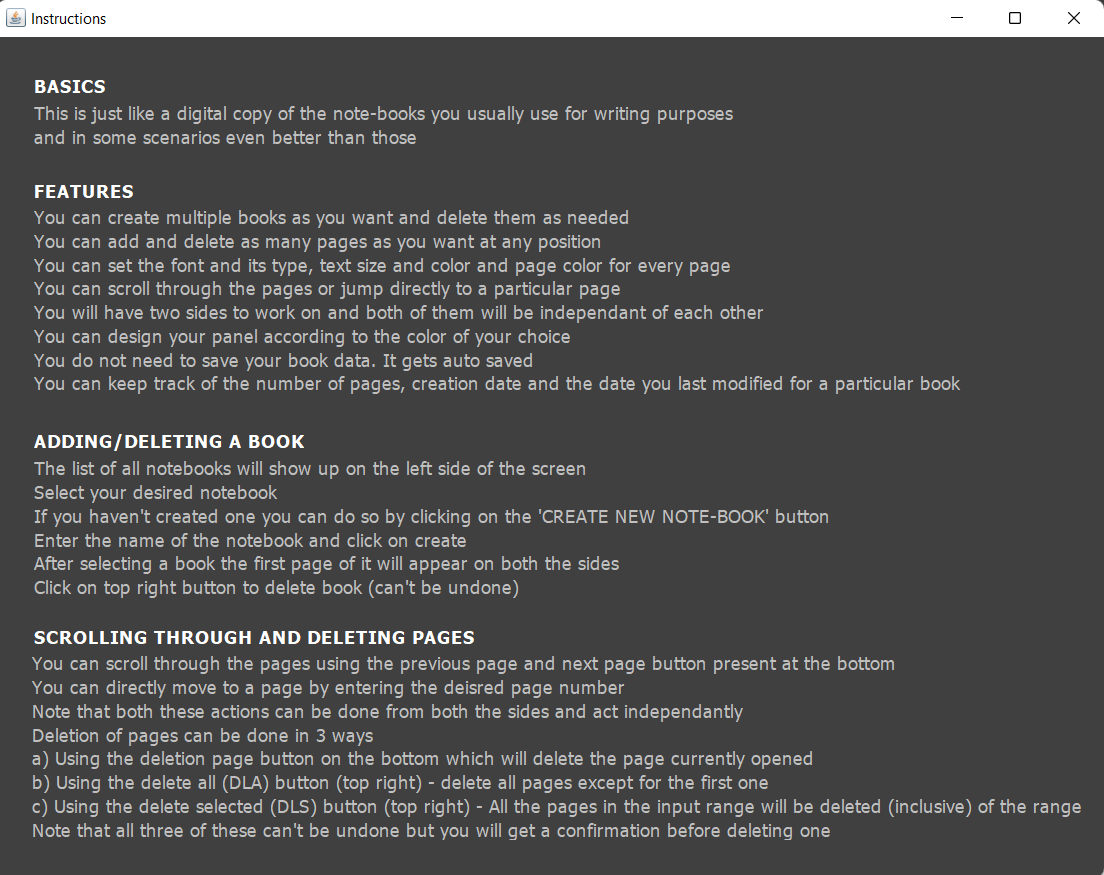 Instructions
BASICS
This is just like a digital copy of the note-books you usually use for writing purposes
and in some scenarios even better than those
FEATURES
You can create multiple books as you want and delete them as needed
You can add and delete as many pages as you want at any position
You can set the font and its type, text size and color and page color for every page
You can scroll through the pages or jump directly to a particular page
You will have two sides to work on and both of them will be independant of each other
You can design your panel according to the color of your choice
You do not need to save your book data. It gets auto saved
You can keep track of the number of pages, creation date and the date you last modified for a particular book
ADDING/DELETING A BOOK
The list of all notebooks will show up on the left side of the screen
Select your desired notebook
If you haven't created one you can do so by clicking on the 'CREATE NEW NOTE-BOOK' button
Enter the name of the notebook and click on create
After selecting a book the first page of it will appear on both the sides
Click on top right button to delete book (can't be undone)
SCROLLING THROUGH AND DELETING PAGES
You can scroll through the pages using the previous page and next page button present at the bottom
You can directly move to a page by entering the deisred page number
Note that both these actions can be done from both the sides and act independantly
Deletion of pages can be done in 3 ways
a) Using the deletion page button on the bottom which will delete the page currently opened
b) Using the delete all (DLA) button (top right) - delete all pages except for the first one
c) Using the delete selected (DLS) button (top right) - All the pages in the input range will be deleted (inclusive) of the range
Note that all three of these can't be undone but you will get a confirmation before deleting one